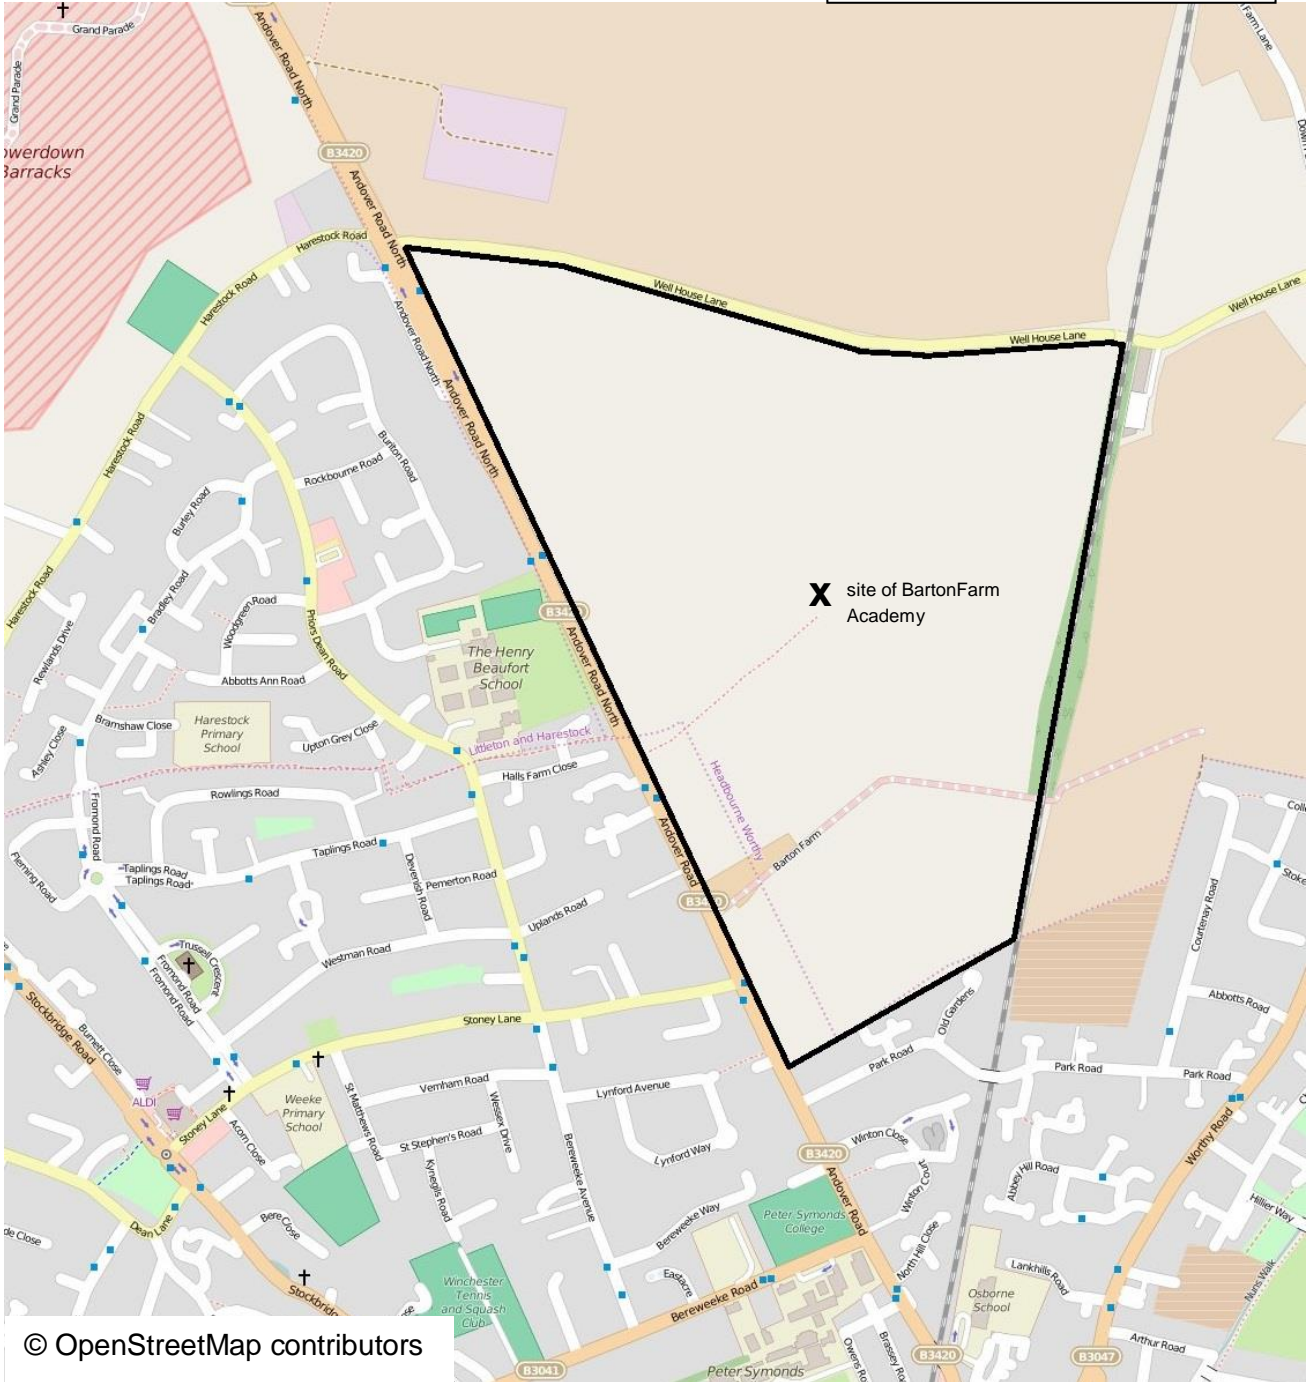 Grand Parade
Grand Parade
Andover Road North
Farm Lane
B3420
Andover Road North
Harestock Road
Harestock Road
Well House Lane
Well House Lane
Well House Lane
Andover Road North
Andover Road North
Harestock Road
Burley Road
Rockbourne Road
Buriton Road
Harestock Road
Bradley Road
Woodgreen Road
Priors Dean Road
Rewlands Drive
Abbotts Ann Road
X site of BartonFarm
Academy
B3420
The Henry
Beaufort
School
Andover Road North
Bramshaw Close
Harestock
Primary
School
Upton Grey Close
Littleton and Harestock
Ashley Close
Halls Farm Close
Headbourne Worthy
Rowlings Road
Fromond Road
Taplings Road
Taplings Road
Taplings Road
Fleming Road
Devenish Road
Pemerton Road
Andover Road
Barton Farm
B3420
Uplands Road
Westman Road
Trussell Crescent
Fromond Road
Fromond Road
Courtenay Road
Stockbridge Road
Burnett Close
Stoney Lane
Old Gardens
Abbotts Road
Park Road
Park Road
Park Road
ALDI
Stoney Lane
Weeke
Primary
School
St Matthews Road
Vernham Road
Wessex Drive
Lynford Avenue
Acorn Close
St Stephen's Road
Lynford Way
Winton Close
B3420
Worthy Road
Kynegils Road
Bereweeke Avenue
Winton Court
Abbey Hill Road
Dean Lane
Bere Close
Bereweeke Way
Peter Symonds
College
Andover Road
Hillier Way
North Hill Close
Eastacre
Bereweeke Road
Winchester
Tennis
and Squash
Club
Lankhills Road
Osborne
School
Nuns Walk
© OpenStreetMap contributors
B3041
Peter Symonds
B3420
B3047
Arthur Road